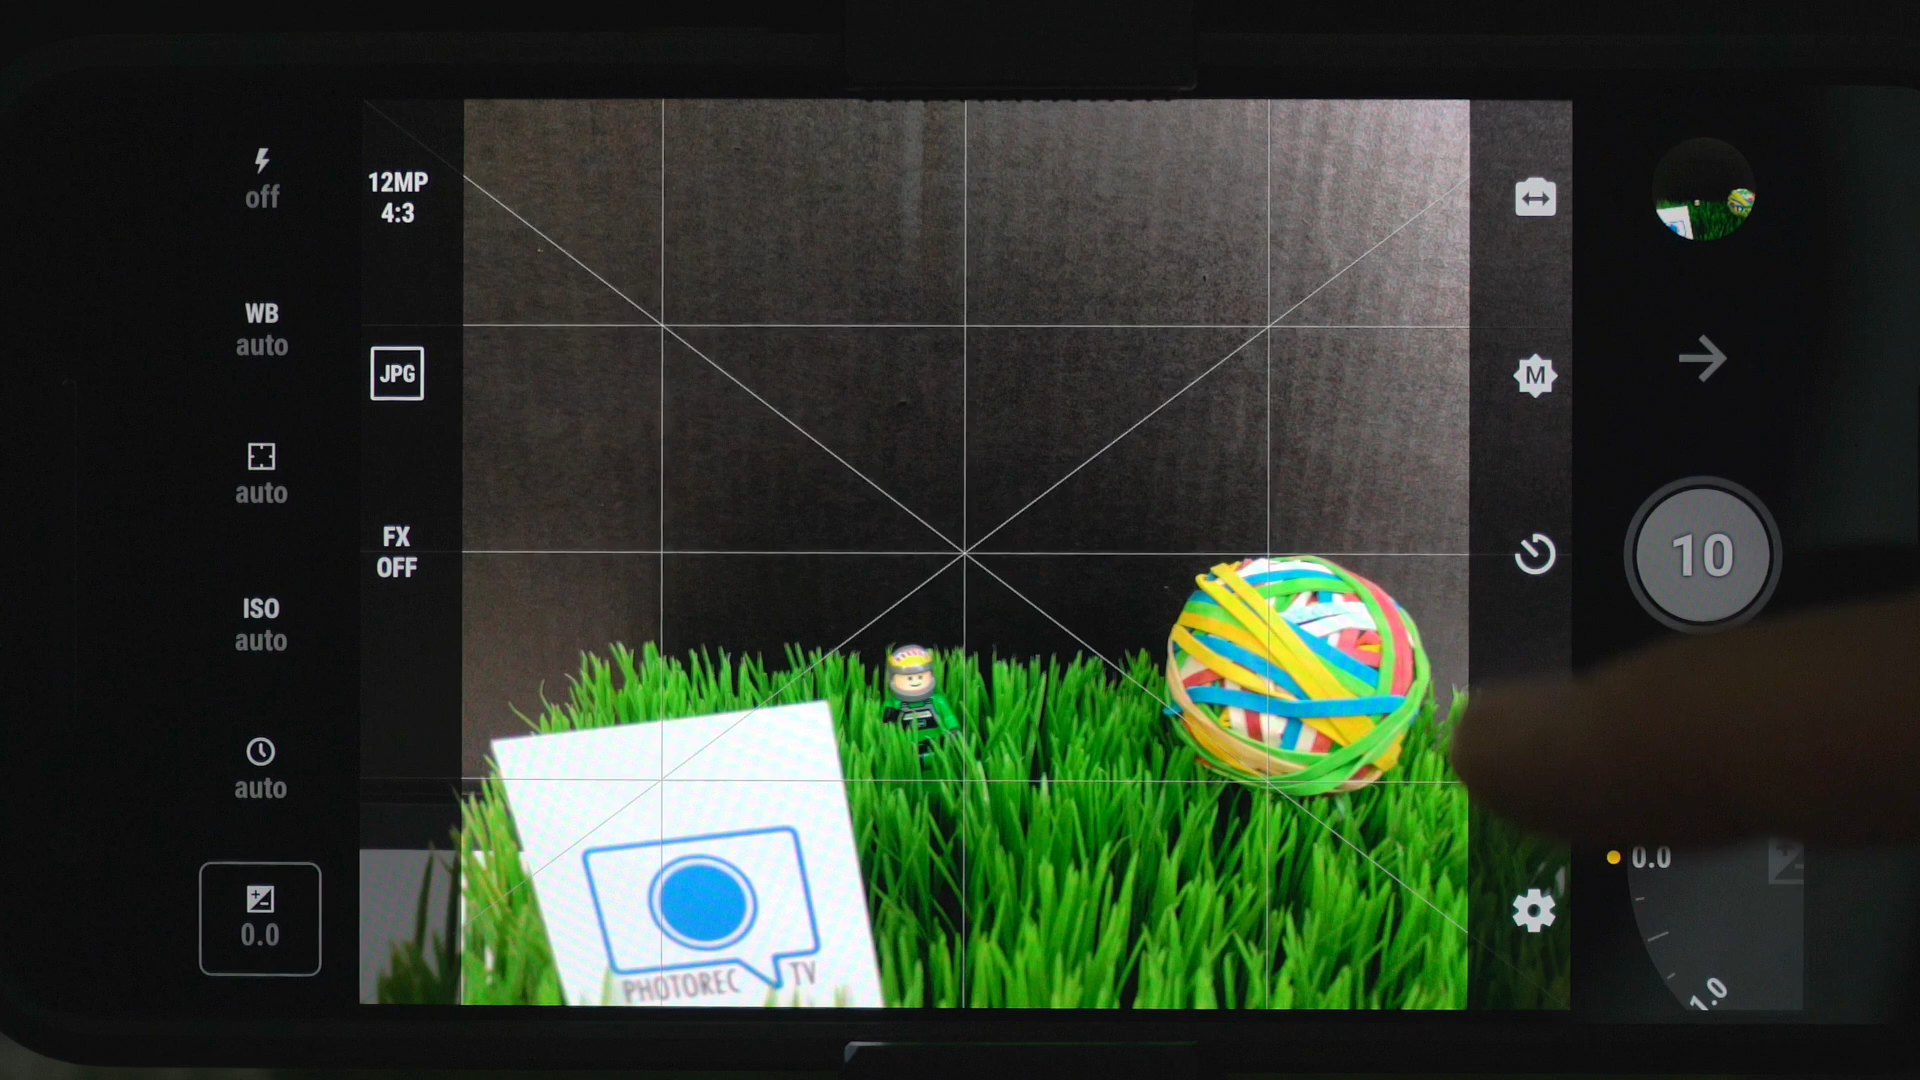 off
WB
auto
auto
ISO
auto
auto
0.0
12MP
4:3
JPG
FX
OFF
M
10
0.0
1.0
PHOTOREC TV